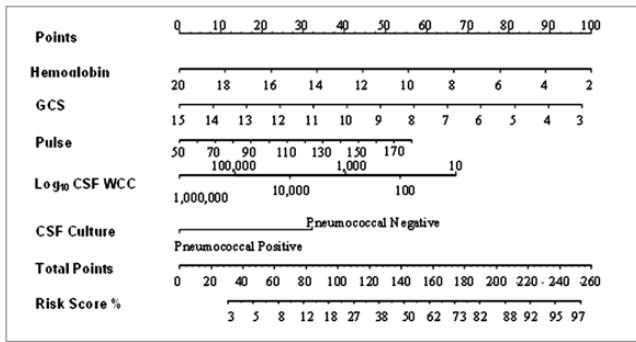 Points
0 10 20 30 40 50 60 70 80 90 100
Hemoglobin
20 18 16 14 12 10 8 6 4 2
GCS
15 14 13 12 11 10 9 8 7 6 5 4 3
Pulse
50 70 90 110 130 150 170
100,000 1,000 10
Log₁₀ CSF WCC
1,000,000 10,000 100
Pneumococcal Negative
CSF Culture
Pneumococcal Positive
Total Points
0 20 40 60 80 100 120 140 160 180 200 220 240 260
Risk Score %
3 5 8 12 18 27 38 50 62 73 82 88 92 95 97